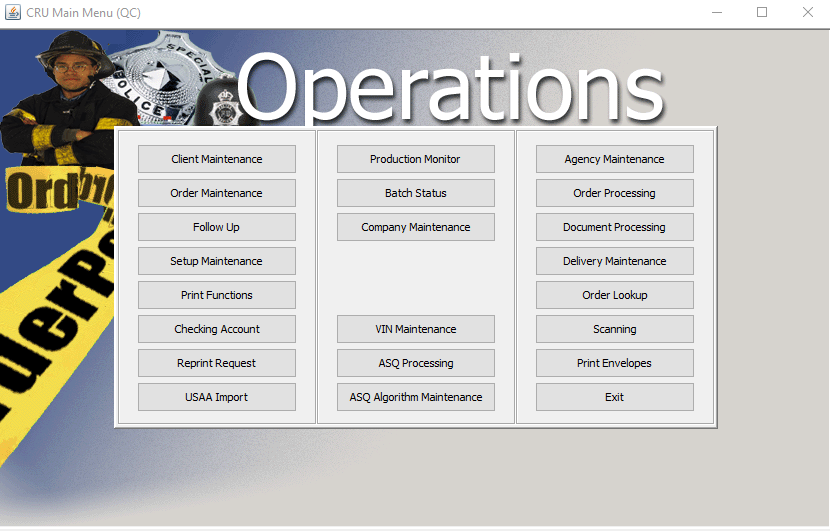 CRU Main Menu (QC)
Operations
SPECIAL
POLICE
Ord
Client Maintenance
Order Maintenance
Follow Up
Setup Maintenance
Print Functions
Checking Account
Reprint Request
USAA Import
Production Monitor
Batch Status
Company Maintenance
VIN Maintenance
ASQ Processing
ASQ Algorithm Maintenance
Agency Maintenance
Order Processing
Document Processing
Delivery Maintenance
Order Lookup
Scanning
Print Envelopes
Exit